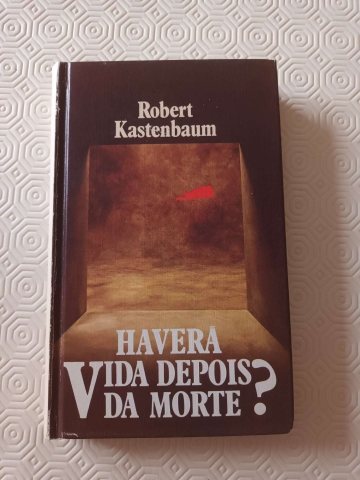 Robert
Kastenbaum
HAVERÁ
VIDA DEPOIS
DA MORTE?